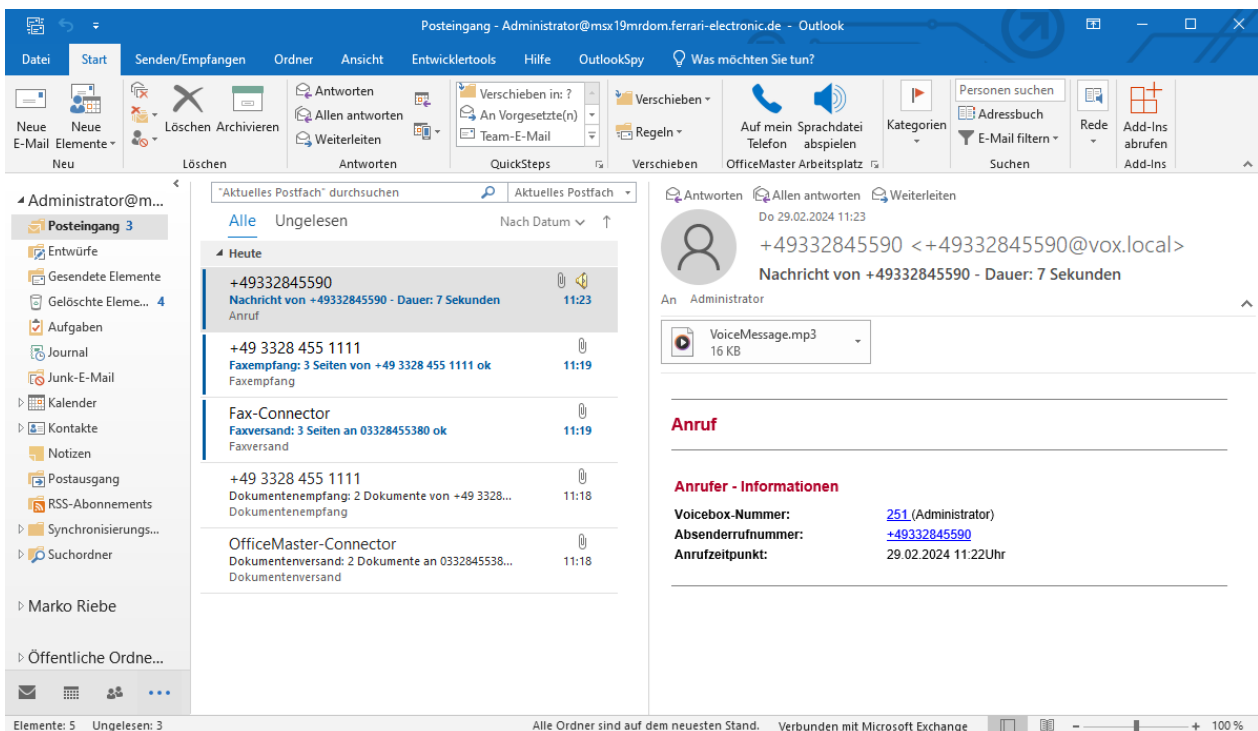 Posteingang - Administrator@msx19mrdom.ferrari-electronic.de - Outlook
Datei Start Senden/Empfangen Ordner Ansicht Entwicklertools Hilfe OutlookSpy Was möchten Sie tun?
Neue E-Mail
Neue Elemente
Neu
Löschen Archivieren
Löschen
Antworten
Allen antworten
Weiterleiten
Antworten
Verschieben in: ?
An Vorgesetzte(n)
Team-E-Mail
QuickSteps
Verschieben
Regeln
Verschieben
Auf mein Telefon
Sprachdatei abspielen
OfficeMaster Arbeitsplatz
Kategorien
Personen suchen
Adressbuch
E-Mail filtern
Suchen
Rede
Add-Ins abrufen
Add-Ins
Administrator@m...
Posteingang 3
Entwürfe
Gesendete Elemente
Gelöschte Eleme... 4
Aufgaben
Journal
Junk-E-Mail
Kalender
Kontakte
Notizen
Postausgang
RSS-Abonnements
Synchronisierungs...
Suchordner
Marko Riebe
Öffentliche Ordne...
"Aktuelles Postfach" durchsuchen Aktuelles Postfach
Alle Ungelesen Nach Datum
Heute
+49332845590
Nachricht von +49332845590 - Dauer: 7 Sekunden 11:23
Anruf
+49 3328 455 1111
Faxempfang: 3 Seiten von +49 3328 455 1111 ok 11:19
Faxempfang
Fax-Connector
Faxversand: 3 Seiten an 03328455380 ok 11:19
Faxversand
+49 3328 455 1111
Dokumentenempfang: 2 Dokumente von +49 3328... 11:18
Dokumentenempfang
OfficeMaster-Connector
Dokumentenversand: 2 Dokumente an 0332845538... 11:18
Dokumentenversand
Antworten Allen antworten Weiterleiten
Do 29.02.2024 11:23
+49332845590 <+49332845590@vox.local>
Nachricht von +49332845590 - Dauer: 7 Sekunden
An Administrator
VoiceMessage.mp3
16 KB
Anruf
Anrufer - Informationen
Voicebox-Nummer: 251 (Administrator)
Absenderrufnummer: +49332845590
Anrufzeitpunkt: 29.02.2024 11:22Uhr
Elemente: 5 Ungelesen: 3 Alle Ordner sind auf dem neuesten Stand. Verbunden mit Microsoft Exchange 100 %